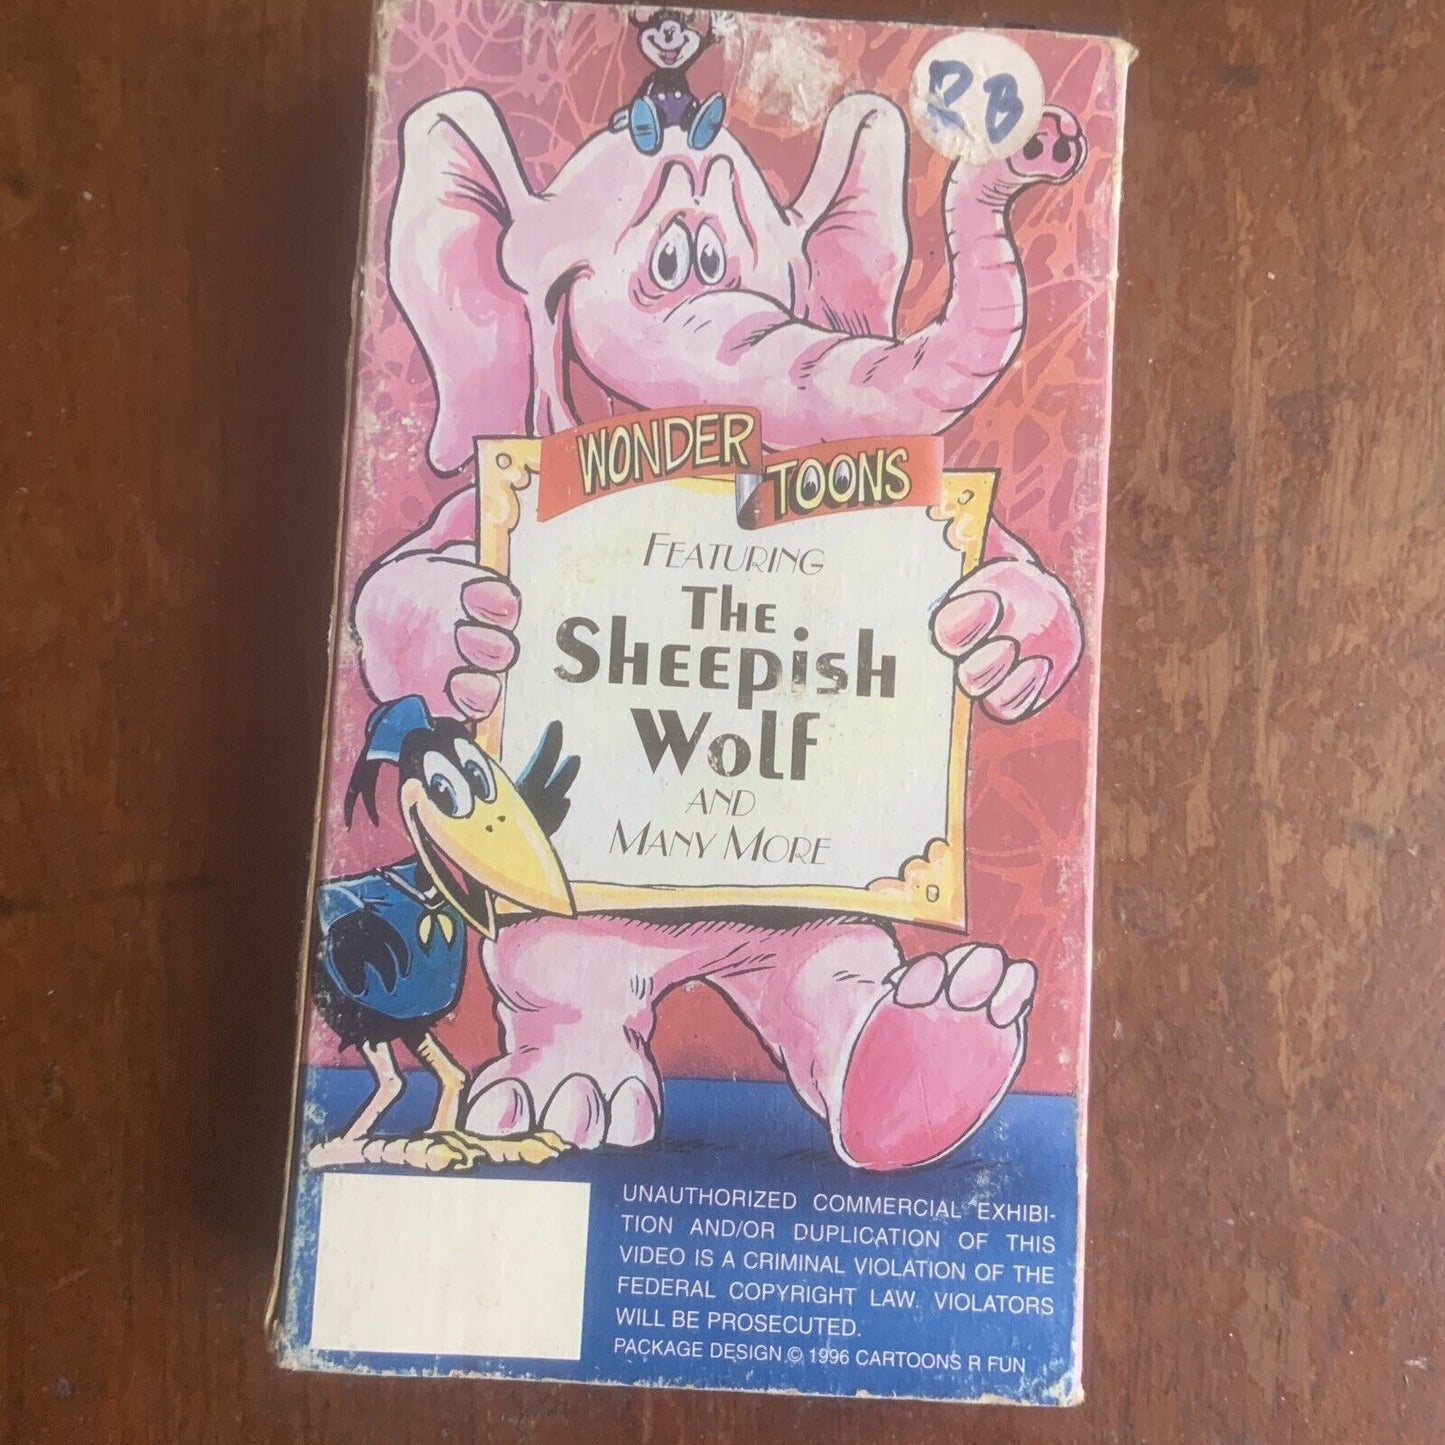 RB
WONDER
TOONS
FEATURING
THE
SHEEPISH
WOLF
AND
MANY MORE
UNAUTHORIZED COMMERCIAL EXHIBI-
TION AND/OR DUPLICATION OF THIS
VIDEO IS A CRIMINAL VIOLATION OF THE
FEDERAL COPYRIGHT LAW. VIOLATORS
WILL BE PROSECUTED.
PACKAGE DESIGN © 1996 CARTOONS R FUN